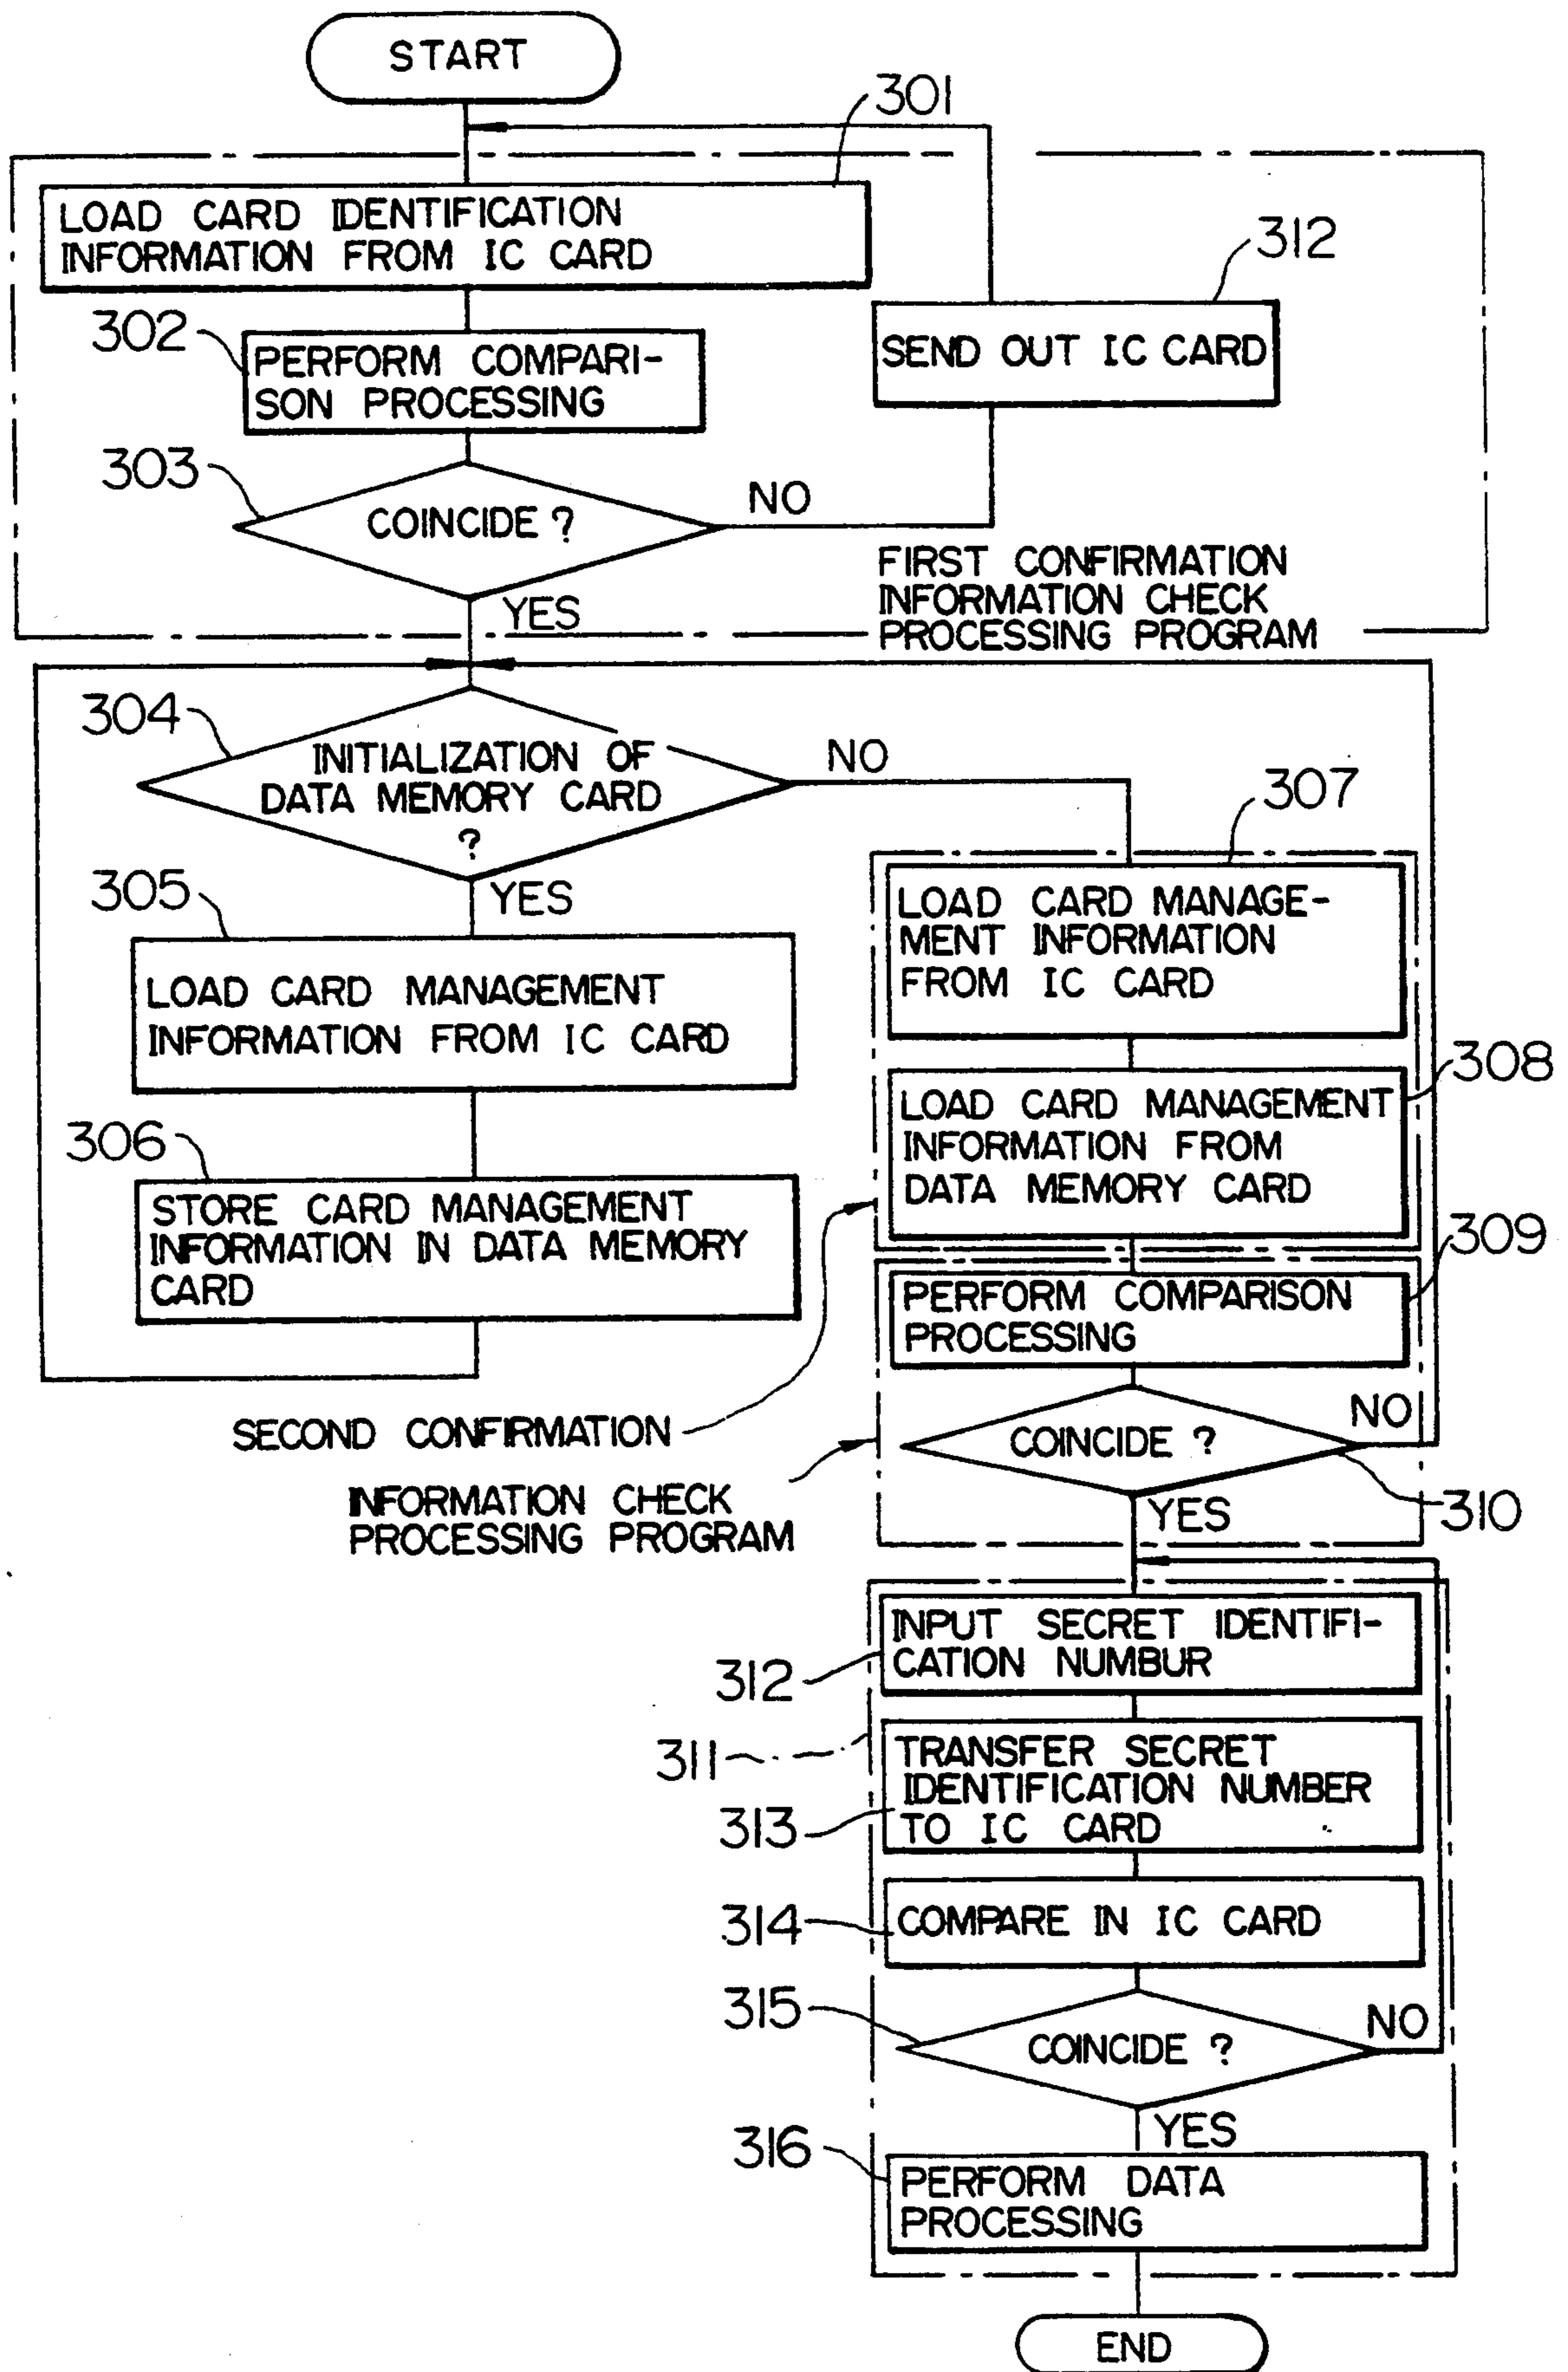 START
301
LOAD CARD IDENTIFICATION
INFORMATION FROM IC CARD
312
SEND OUT IC CARD
302
PERFORM COMPARI-
SON PROCESSING
303
COINCIDE ?
NO
YES
FIRST CONFIRMATION
INFORMATION CHECK
PROCESSING PROGRAM
304
INITIALIZATION OF
DATA MEMORY CARD
?
NO
YES
305
LOAD CARD MANAGEMENT
INFORMATION FROM IC CARD
306
STORE CARD MANAGEMENT
INFORMATION IN DATA MEMORY
CARD
307
LOAD CARD MANAGE-
MENT INFORMATION
FROM IC CARD
308
LOAD CARD MANAGEMENT
INFORMATION FROM
DATA MEMORY CARD
309
PERFORM COMPARISON
PROCESSING
SECOND CONFIRMATION
INFORMATION CHECK
PROCESSING PROGRAM
COINCIDE ?
NO
310
YES
312
INPUT SECRET IDENTIFI-
CATION NUMBUR
311
313
TRANSFER SECRET
IDENTIFICATION NUMBER
TO IC CARD
314
COMPARE IN IC CARD
315
COINCIDE ?
NO
YES
316
PERFORM DATA
PROCESSING
END